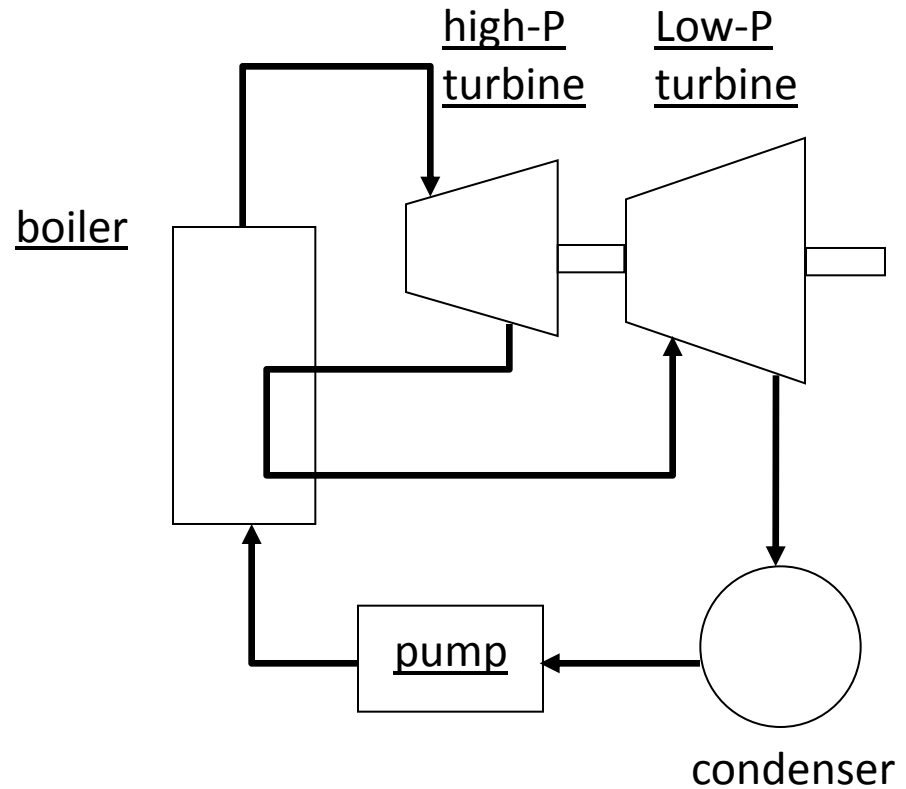 high-P
turbine
Low-P
turbine
boiler
pump
condenser